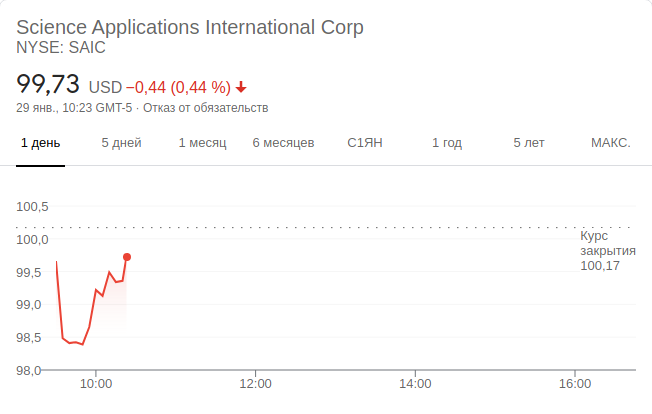 Science Applications International Corp
NYSE: SAIC
99,73 USD −0,44 (0,44 %)
29 янв., 10:23 GMT-5 · Отказ от обязательств
1 день 5 дней 1 месяц 6 месяцев С1ЯН 1 год 5 лет МАКС.
100,5
100,0
99,5
99,0
98,5
98,0
Курс
закрытия
100,17
10:00 12:00 14:00 16:00